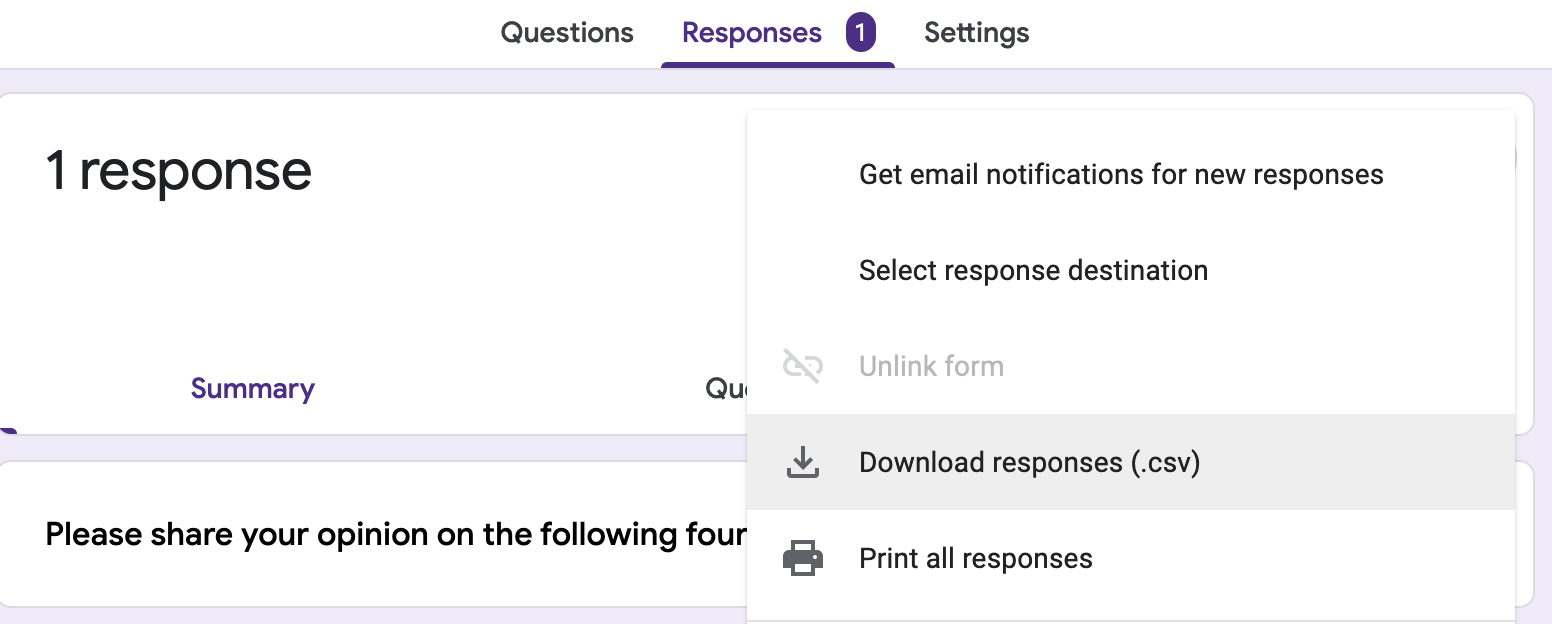 Questions Responses 1 Settings
1 response
Get email notifications for new responses
Select response destination
Unlink form
Summary
Download responses (.csv)
Please share your opinion on the following four
Print all responses